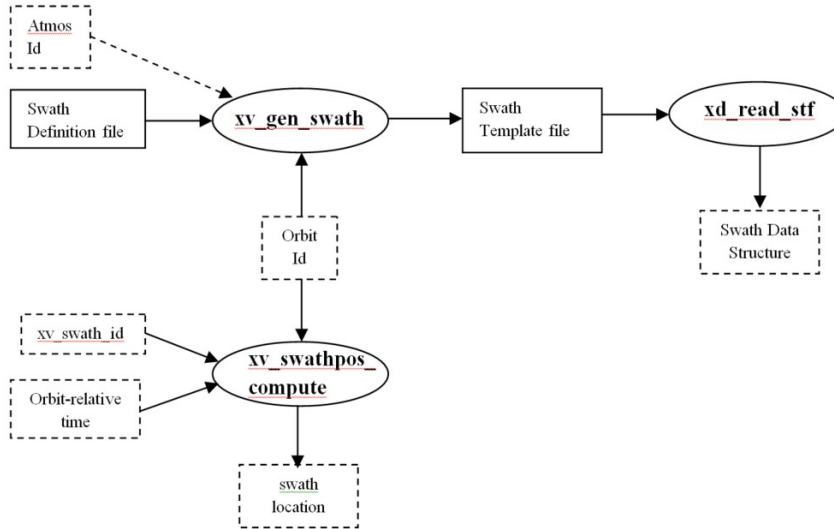 Atmos
Id
Swath
Definition file
xv_gen_swath
Swath
Template file
xd_read_stf
Orbit
Id
Swath Data
Structure
xv_swath_id
xv_swathpos_
compute
Orbit-relative
time
swath
location